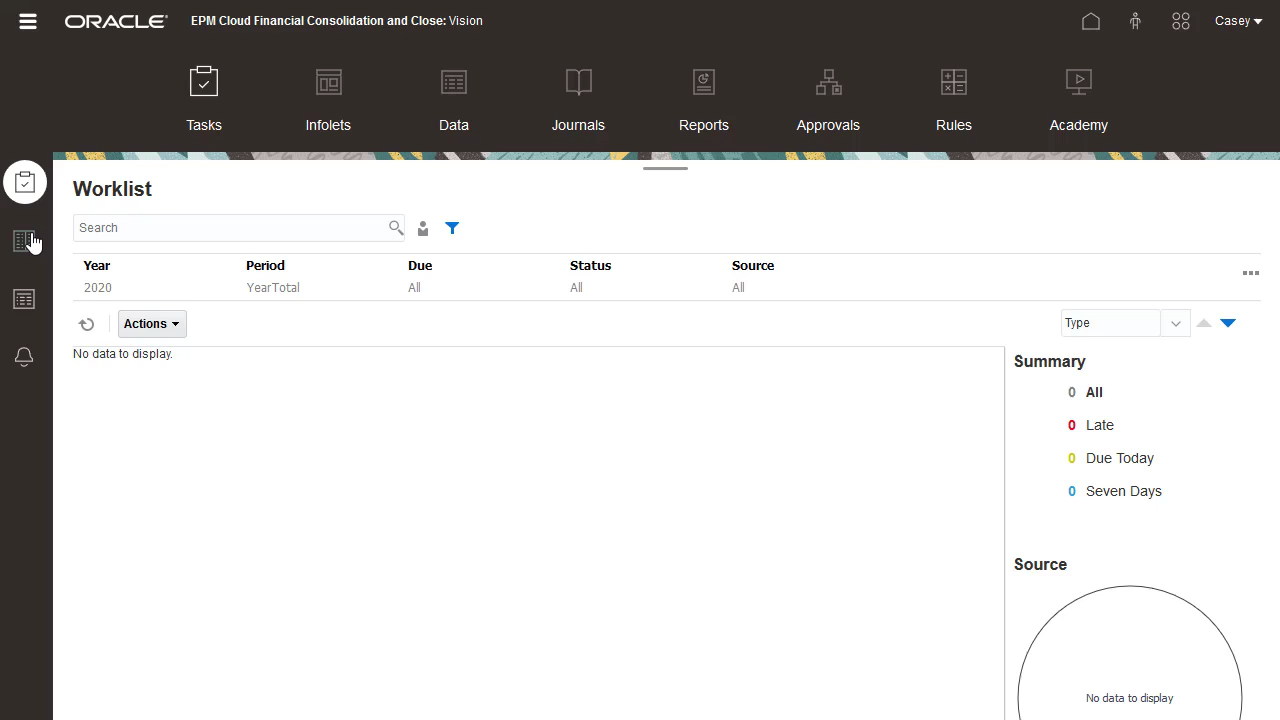 ORACLE
EPM Cloud Financial Consolidation and Close: Vision
Casey
Tasks
Infolets
Data
Journals
Reports
Approvals
Rules
Academy
Worklist
Search
Year Period Due Status Source
2020 YearTotal All All All
Actions
Type
No data to display.
Summary
0 All
0 Late
0 Due Today
0 Seven Days
Source
No data to display